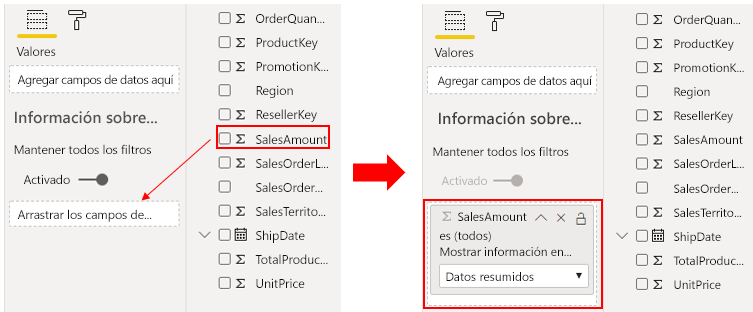 Valores
Agregar campos de datos aquí
Información sobre...
Mantener todos los filtros
Activado
Arrastrar los campos de...
OrderQuan...
ProductKey
PromotionK...
Region
ResellerKey
SalesAmount
SalesOrderL...
SalesOrder...
SalesTerrito...
ShipDate
TotalProduc...
UnitPrice
Valores
Agregar campos de datos aquí
Información sobre...
Mantener todos los filtros
Activado
SalesAmount
es (todos)
Mostrar información en...
Datos resumidos
OrderQuan...
ProductKey
PromotionK...
Region
ResellerKey
SalesAmount
SalesOrderL...
SalesOrder...
SalesTerrito...
ShipDate
TotalProduc...
UnitPrice